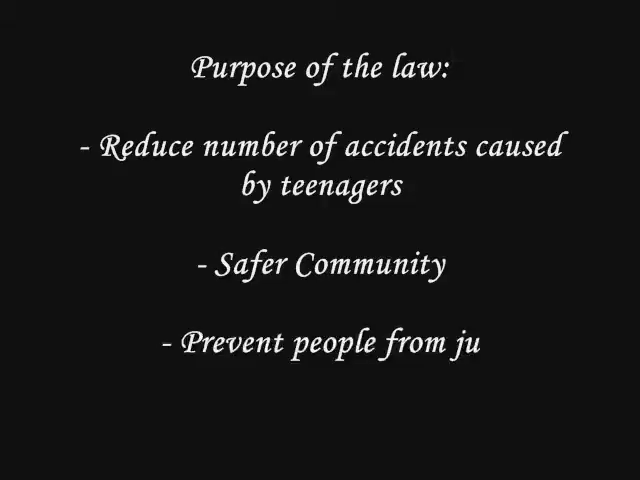 Purpose of the law:
- Reduce number of accidents caused
by teenagers
- Safer Community
- Prevent people from ju